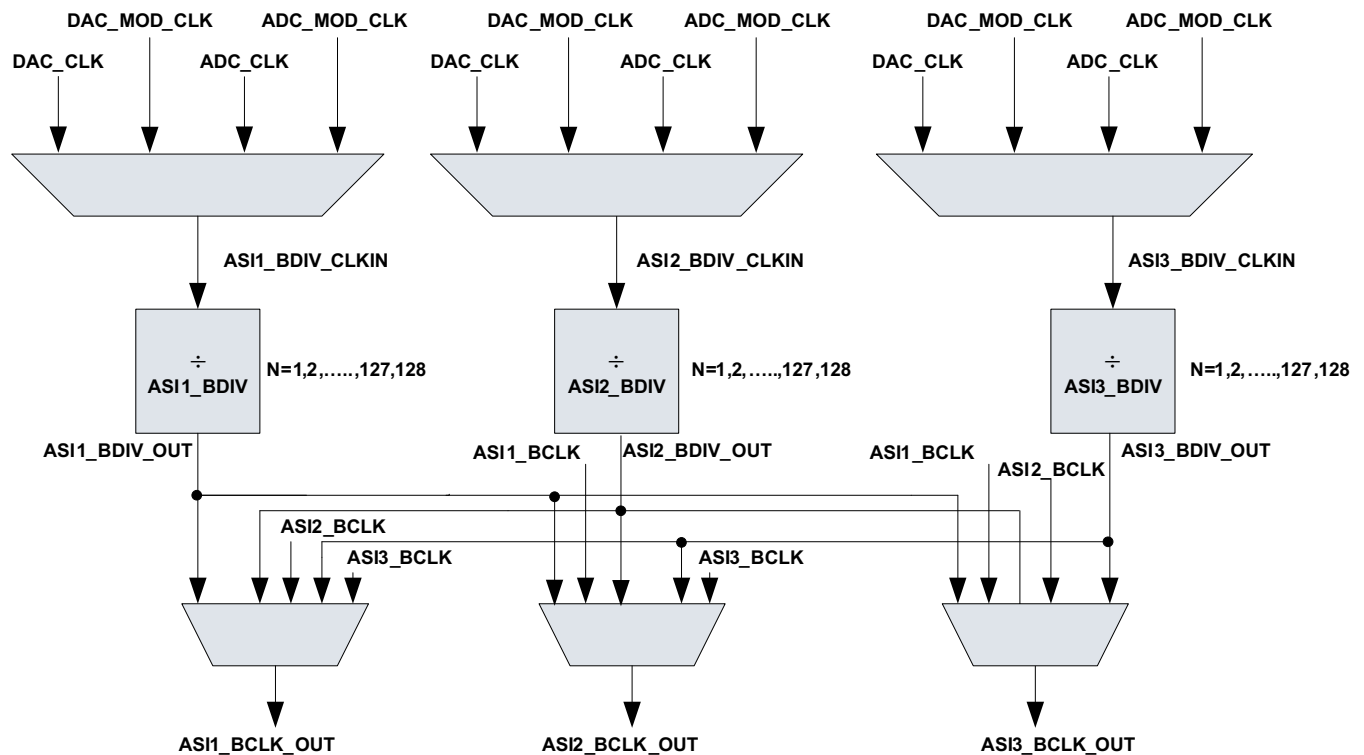 DAC_MOD_CLK
ADC_MOD_CLK
DAC_MOD_CLK
ADC_MOD_CLK
DAC_MOD_CLK
ADC_MOD_CLK
DAC_CLK
ADC_CLK
DAC_CLK
ADC_CLK
DAC_CLK
ADC_CLK
ASI1_BDIV_CLKIN
ASI2_BDIV_CLKIN
ASI3_BDIV_CLKIN
÷
ASI1_BDIV
N=1,2,…..,127,128
÷
ASI2_BDIV
N=1,2,…..,127,128
÷
ASI3_BDIV
N=1,2,…..,127,128
ASI1_BDIV_OUT
ASI1_BCLK
ASI2_BDIV_OUT
ASI1_BCLK
ASI2_BCLK
ASI3_BDIV_OUT
ASI2_BCLK
ASI3_BCLK
ASI3_BCLK
ASI1_BCLK_OUT
ASI2_BCLK_OUT
ASI3_BCLK_OUT